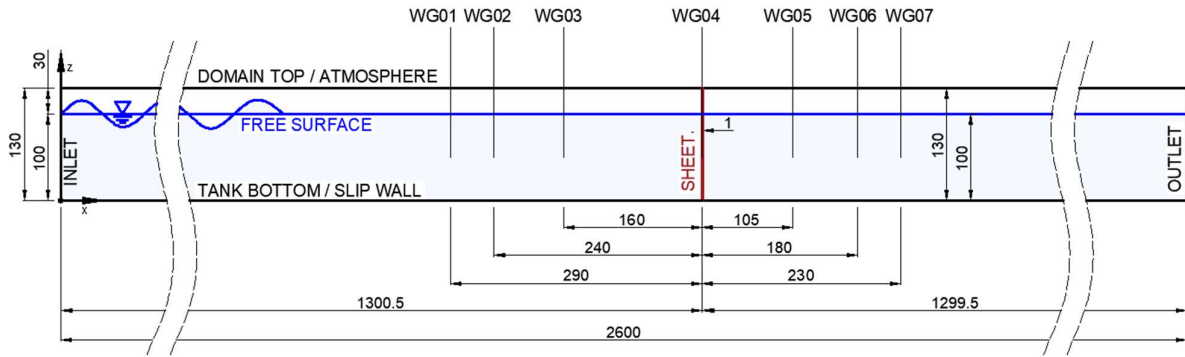 WG01 WG02 WG03 WG04 WG05 WG06 WG07
30
z
DOMAIN TOP / ATMOSPHERE
130
100
INLET
FREE SURFACE
SHEET.
1
130
100
OUTLET
TANK BOTTOM / SLIP WALL
x
160 105
240 180
290 230
1300.5 1299.5
2600